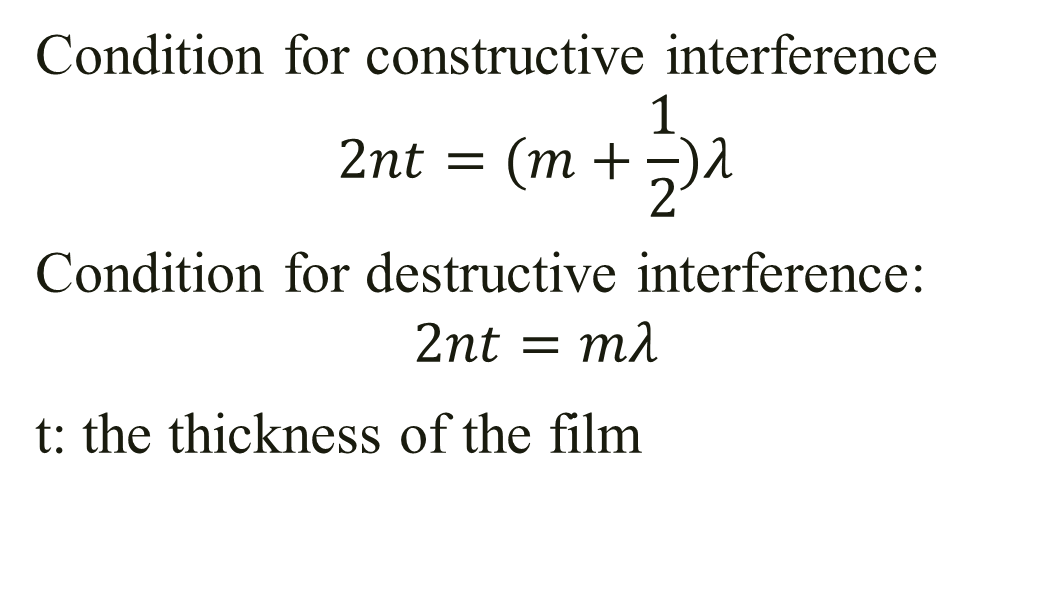 Condition for constructive interference
2nt = (m + 1/2)λ
Condition for destructive interference:
2nt = mλ
t: the thickness of the film